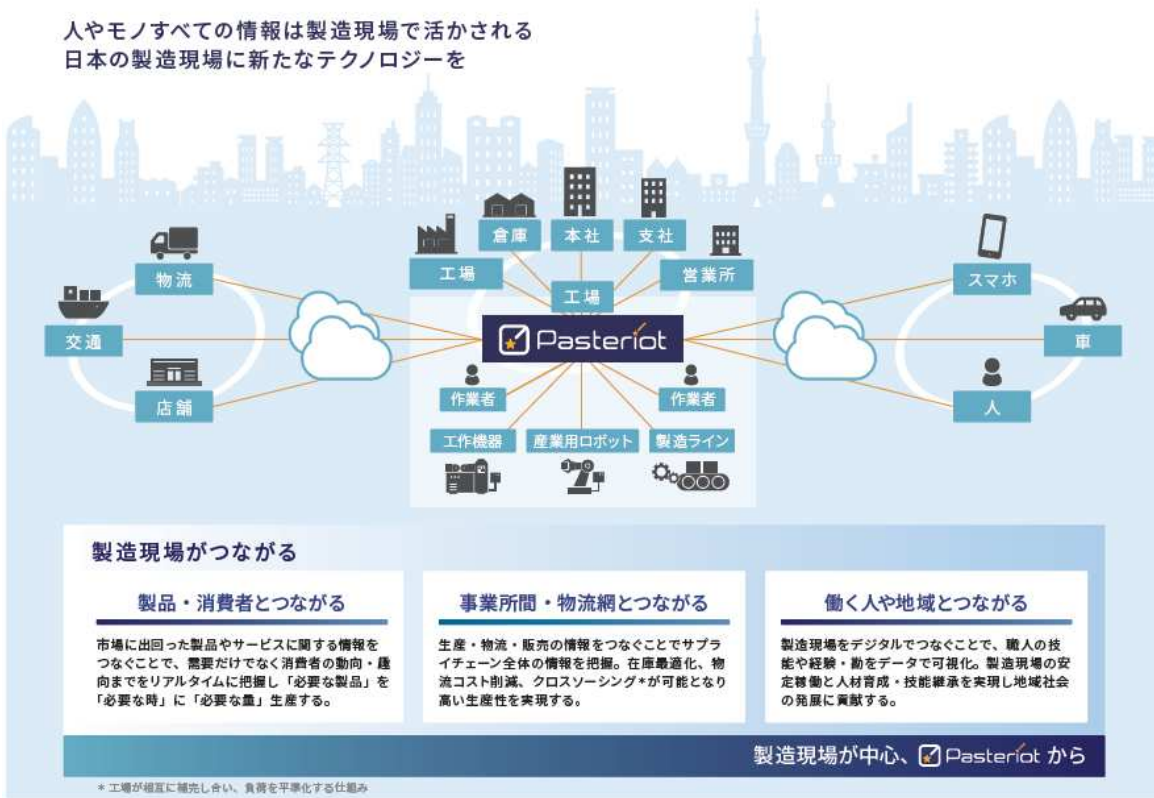 人やモノすべての情報は製造現場で活かされる
日本の製造現場に新たなテクノロジーを
倉庫
本社
支社
工場
営業所
物流
工場
スマホ
交通
Pasteriot
車
店舗
作業者
作業者
人
工作機器
産業用ロボット
製造ライン
製造現場がつながる
製品・消費者とつながる
市場に出回った製品やサービスに関する情報を
つなぐことで、需要だけでなく消費者の動向・趣
向までをリアルタイムに把握し「必要な製品」を
「必要な時」に「必要な量」生産する。
事業所間・物流網とつながる
生産・物流・販売の情報をつなぐことでサプラ
イチェーン全体の情報を把握。在庫最適化、物
流コスト削減、クロスソーシング*が可能となり
高い生産性を実現する。
働く人や地域とつながる
製造現場をデジタルでつなぐことで、職人の技
能や経験・勘をデータで可視化。製造現場の安
定稼働と人材育成・技能継承を実現し地域社会
の発展に貢献する。
製造現場が中心、Pasteriot から
* 工場が相互に補完し合い、負荷を平準化する仕組み